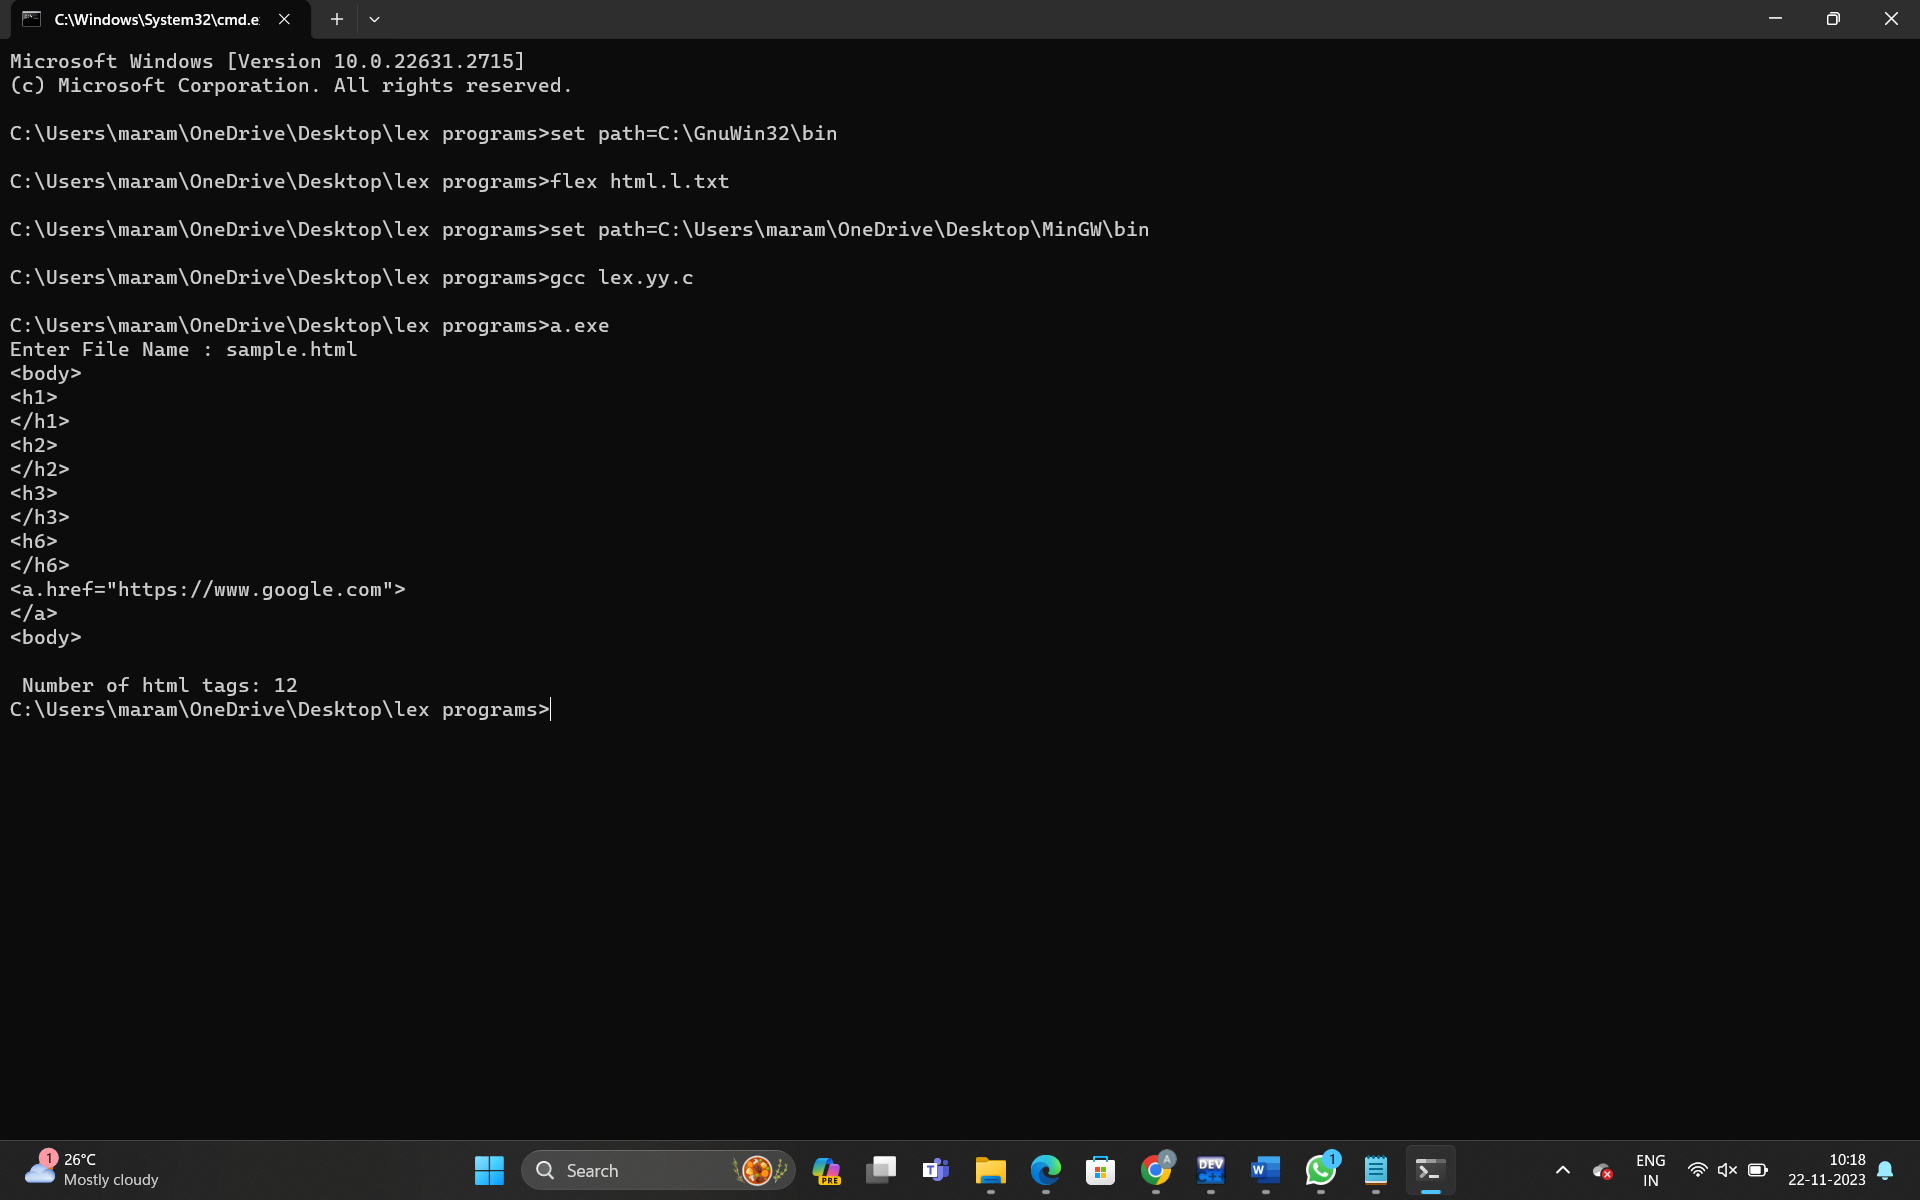 C:\Windows\System32\cmd.e
Microsoft Windows [Version 10.0.22631.2715]
(c) Microsoft Corporation. All rights reserved.
C:\Users\maram\OneDrive\Desktop\lex programs>set path=C:\GnuWin32\bin
C:\Users\maram\OneDrive\Desktop\lex programs>flex html.l.txt
C:\Users\maram\OneDrive\Desktop\lex programs>set path=C:\Users\maram\OneDrive\Desktop\MinGW\bin
C:\Users\maram\OneDrive\Desktop\lex programs>gcc lex.yy.c
C:\Users\maram\OneDrive\Desktop\lex programs>a.exe
Enter File Name : sample.html
<body>
<h1>
</h1>
<h2>
</h2>
<h3>
</h3>
<h6>
</h6>
<a.href="https://www.google.com">
</a>
<body>
Number of html tags: 12
C:\Users\maram\OneDrive\Desktop\lex programs>
1
26°C
Mostly cloudy
Search
PRE
T
A
DEV
C++
W
1
ENG
IN
10:18
22-11-2023